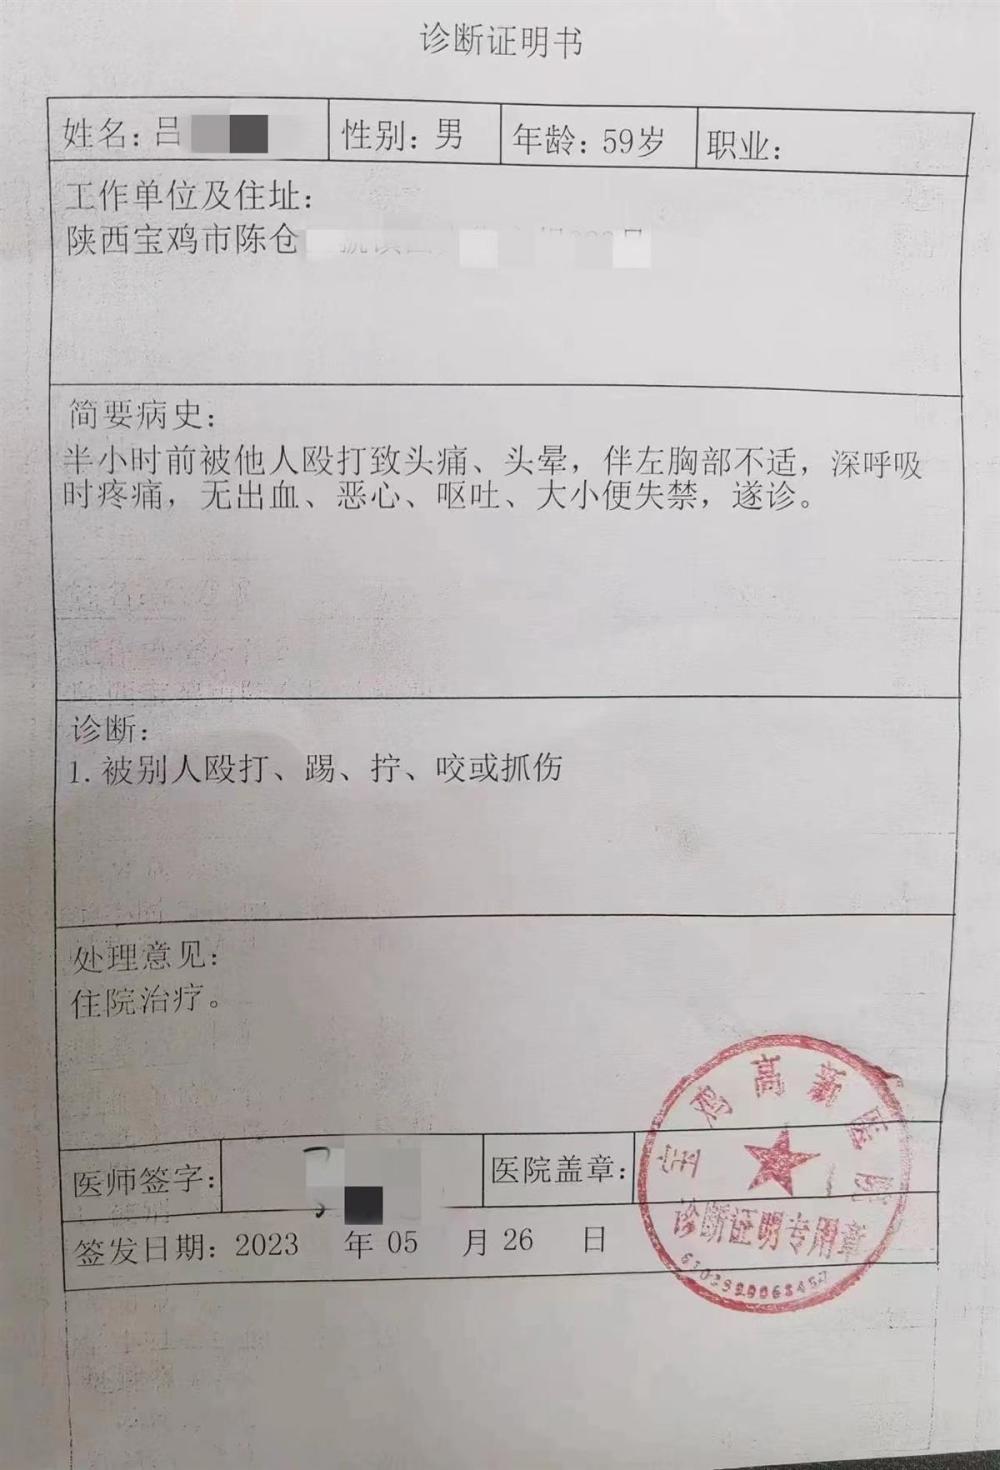 诊断证明书
姓名：吕
性别：男
年龄：59岁
职业：
工作单位及住址：
陕西宝鸡市陈仓
简要病史：
半小时前被他人殴打致头痛、头晕，伴左胸部不适，深呼吸
时疼痛，无出血、恶心、呕吐、大小便失禁，遂诊。
诊断：
1. 被别人殴打、踢、拧、咬或抓伤
处理意见：
住院治疗。
医师签字：
医院盖章：
宝鸡高新医院
诊断证明专用章
签发日期：2023 年 05 月 26 日